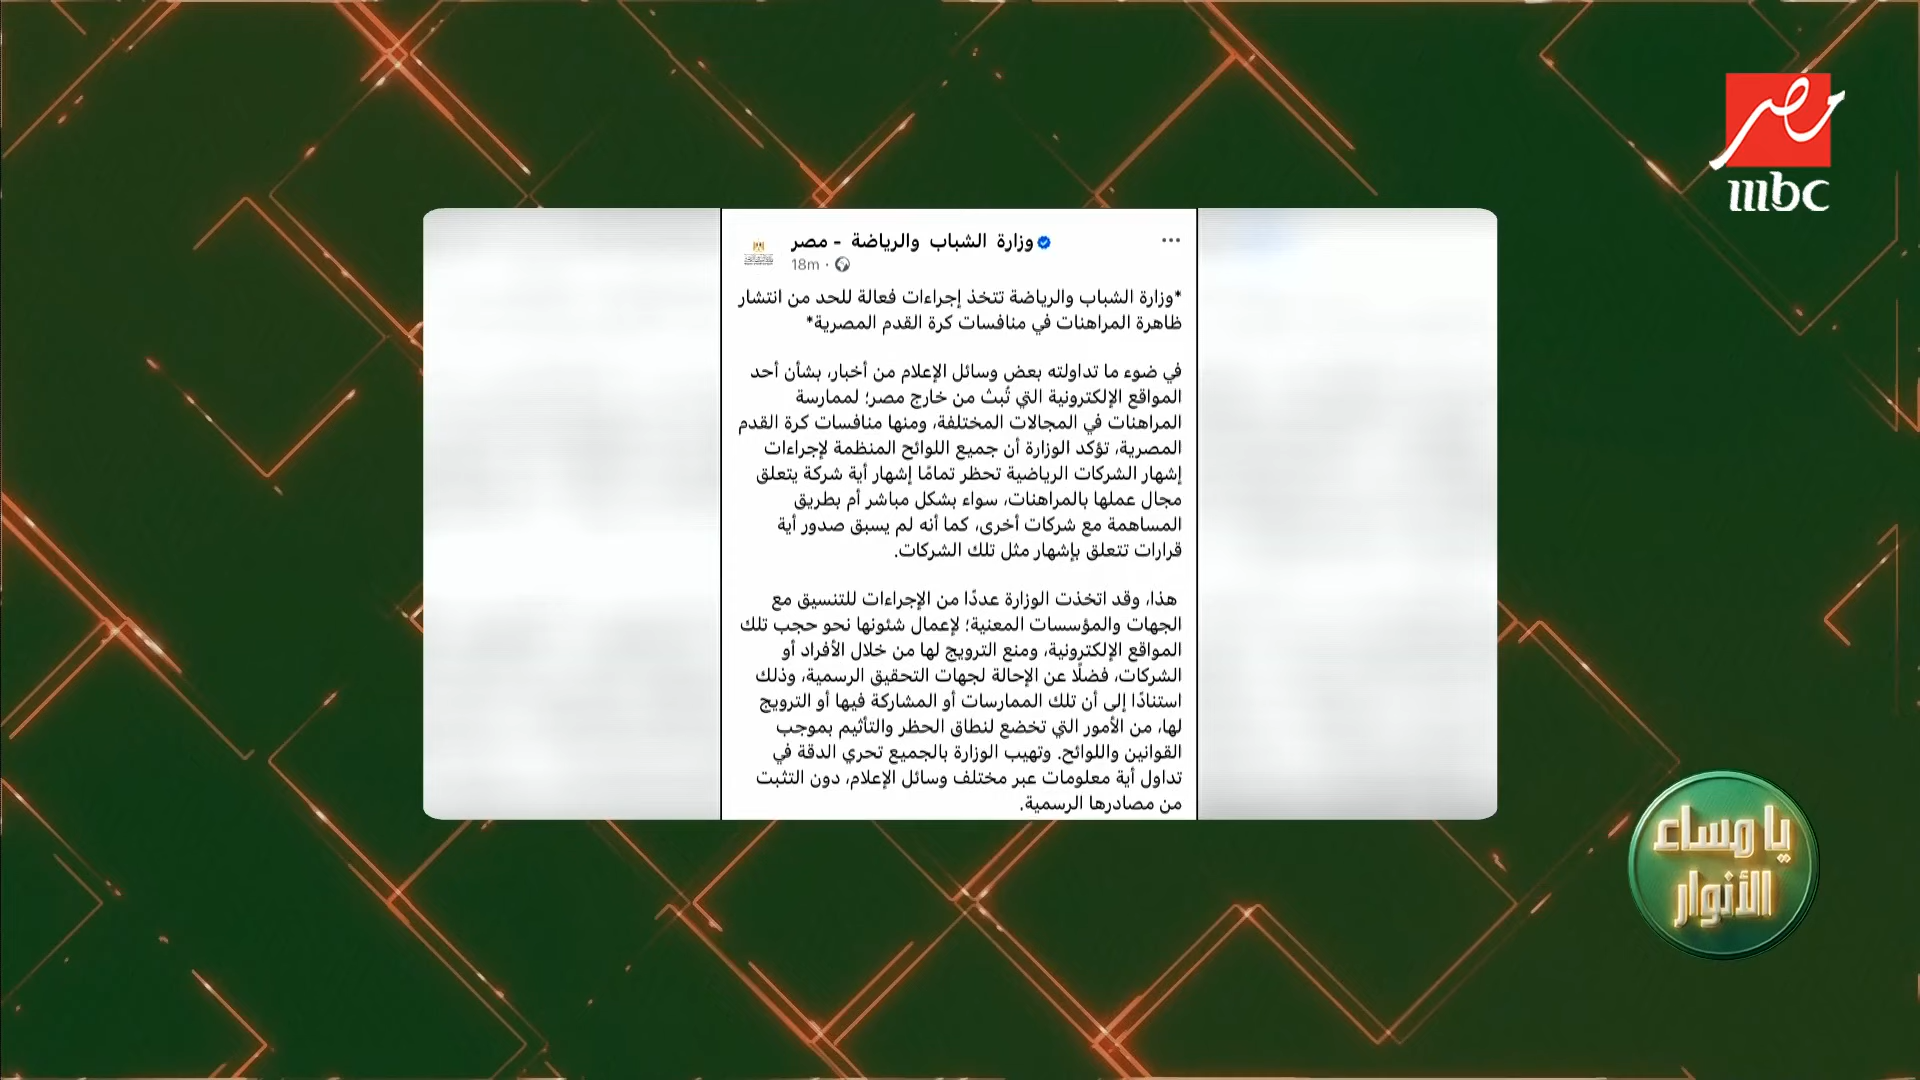 مصر
mbc
وزارة الشباب والرياضة - مصر
18m ·
*وزارة الشباب والرياضة تتخذ إجراءات فعالة للحد من انتشار
ظاهرة المراهنات في منافسات كرة القدم المصرية*
في ضوء ما تداولته بعض وسائل الإعلام من أخبار، بشأن أحد
المواقع الإلكترونية التي تُبث من خارج مصر؛ لممارسة
المراهنات في المجالات المختلفة، ومنها منافسات كرة القدم
المصرية، تؤكد الوزارة أن جميع اللوائح المنظمة لإجراءات
إشهار الشركات الرياضية تحظر تمامًا إشهار أية شركة يتعلق
مجال عملها بالمراهنات، سواء بشكل مباشر أم بطريق
المساهمة مع شركات أخرى، كما أنه لم يسبق صدور أية
قرارات تتعلق بإشهار مثل تلك الشركات.
هذا، وقد اتخذت الوزارة عددًا من الإجراءات للتنسيق مع
الجهات والمؤسسات المعنية؛ لإعمال شئونها نحو حجب تلك
المواقع الإلكترونية، ومنع الترويج لها من خلال الأفراد أو
الشركات، فضلًا عن الإحالة لجهات التحقيق الرسمية، وذلك
استنادًا إلى أن تلك الممارسات أو المشاركة فيها أو الترويج
لها، من الأمور التي تخضع لنطاق الحظر والتأثيم بموجب
القوانين واللوائح. وتهيب الوزارة بالجميع تحري الدقة في
تداول أية معلومات عبر مختلف وسائل الإعلام، دون التثبت
من مصادرها الرسمية.
يا مساء
الأنوار